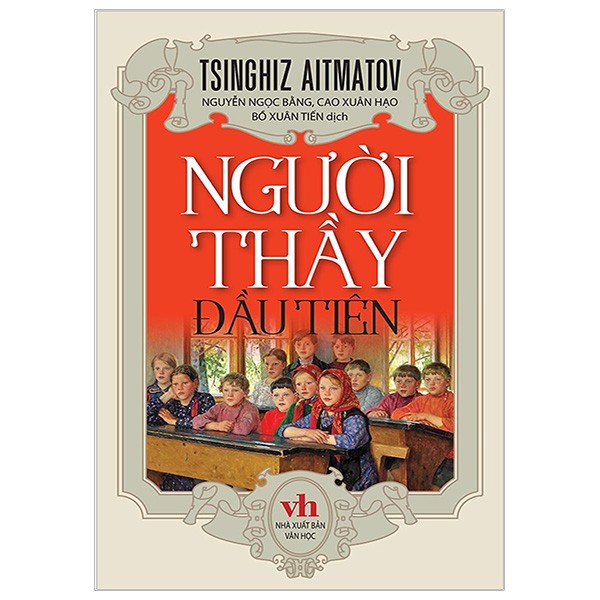 TSINGHIZ AITMATOV
NGUYỄN NGỌC BẰNG, CAO XUÂN HẠO
BỒ XUÂN TIẾN dịch
NGƯỜI
THẦY
ĐẦU TIÊN
vh
NHÀ XUẤT BẢN
VĂN HỌC